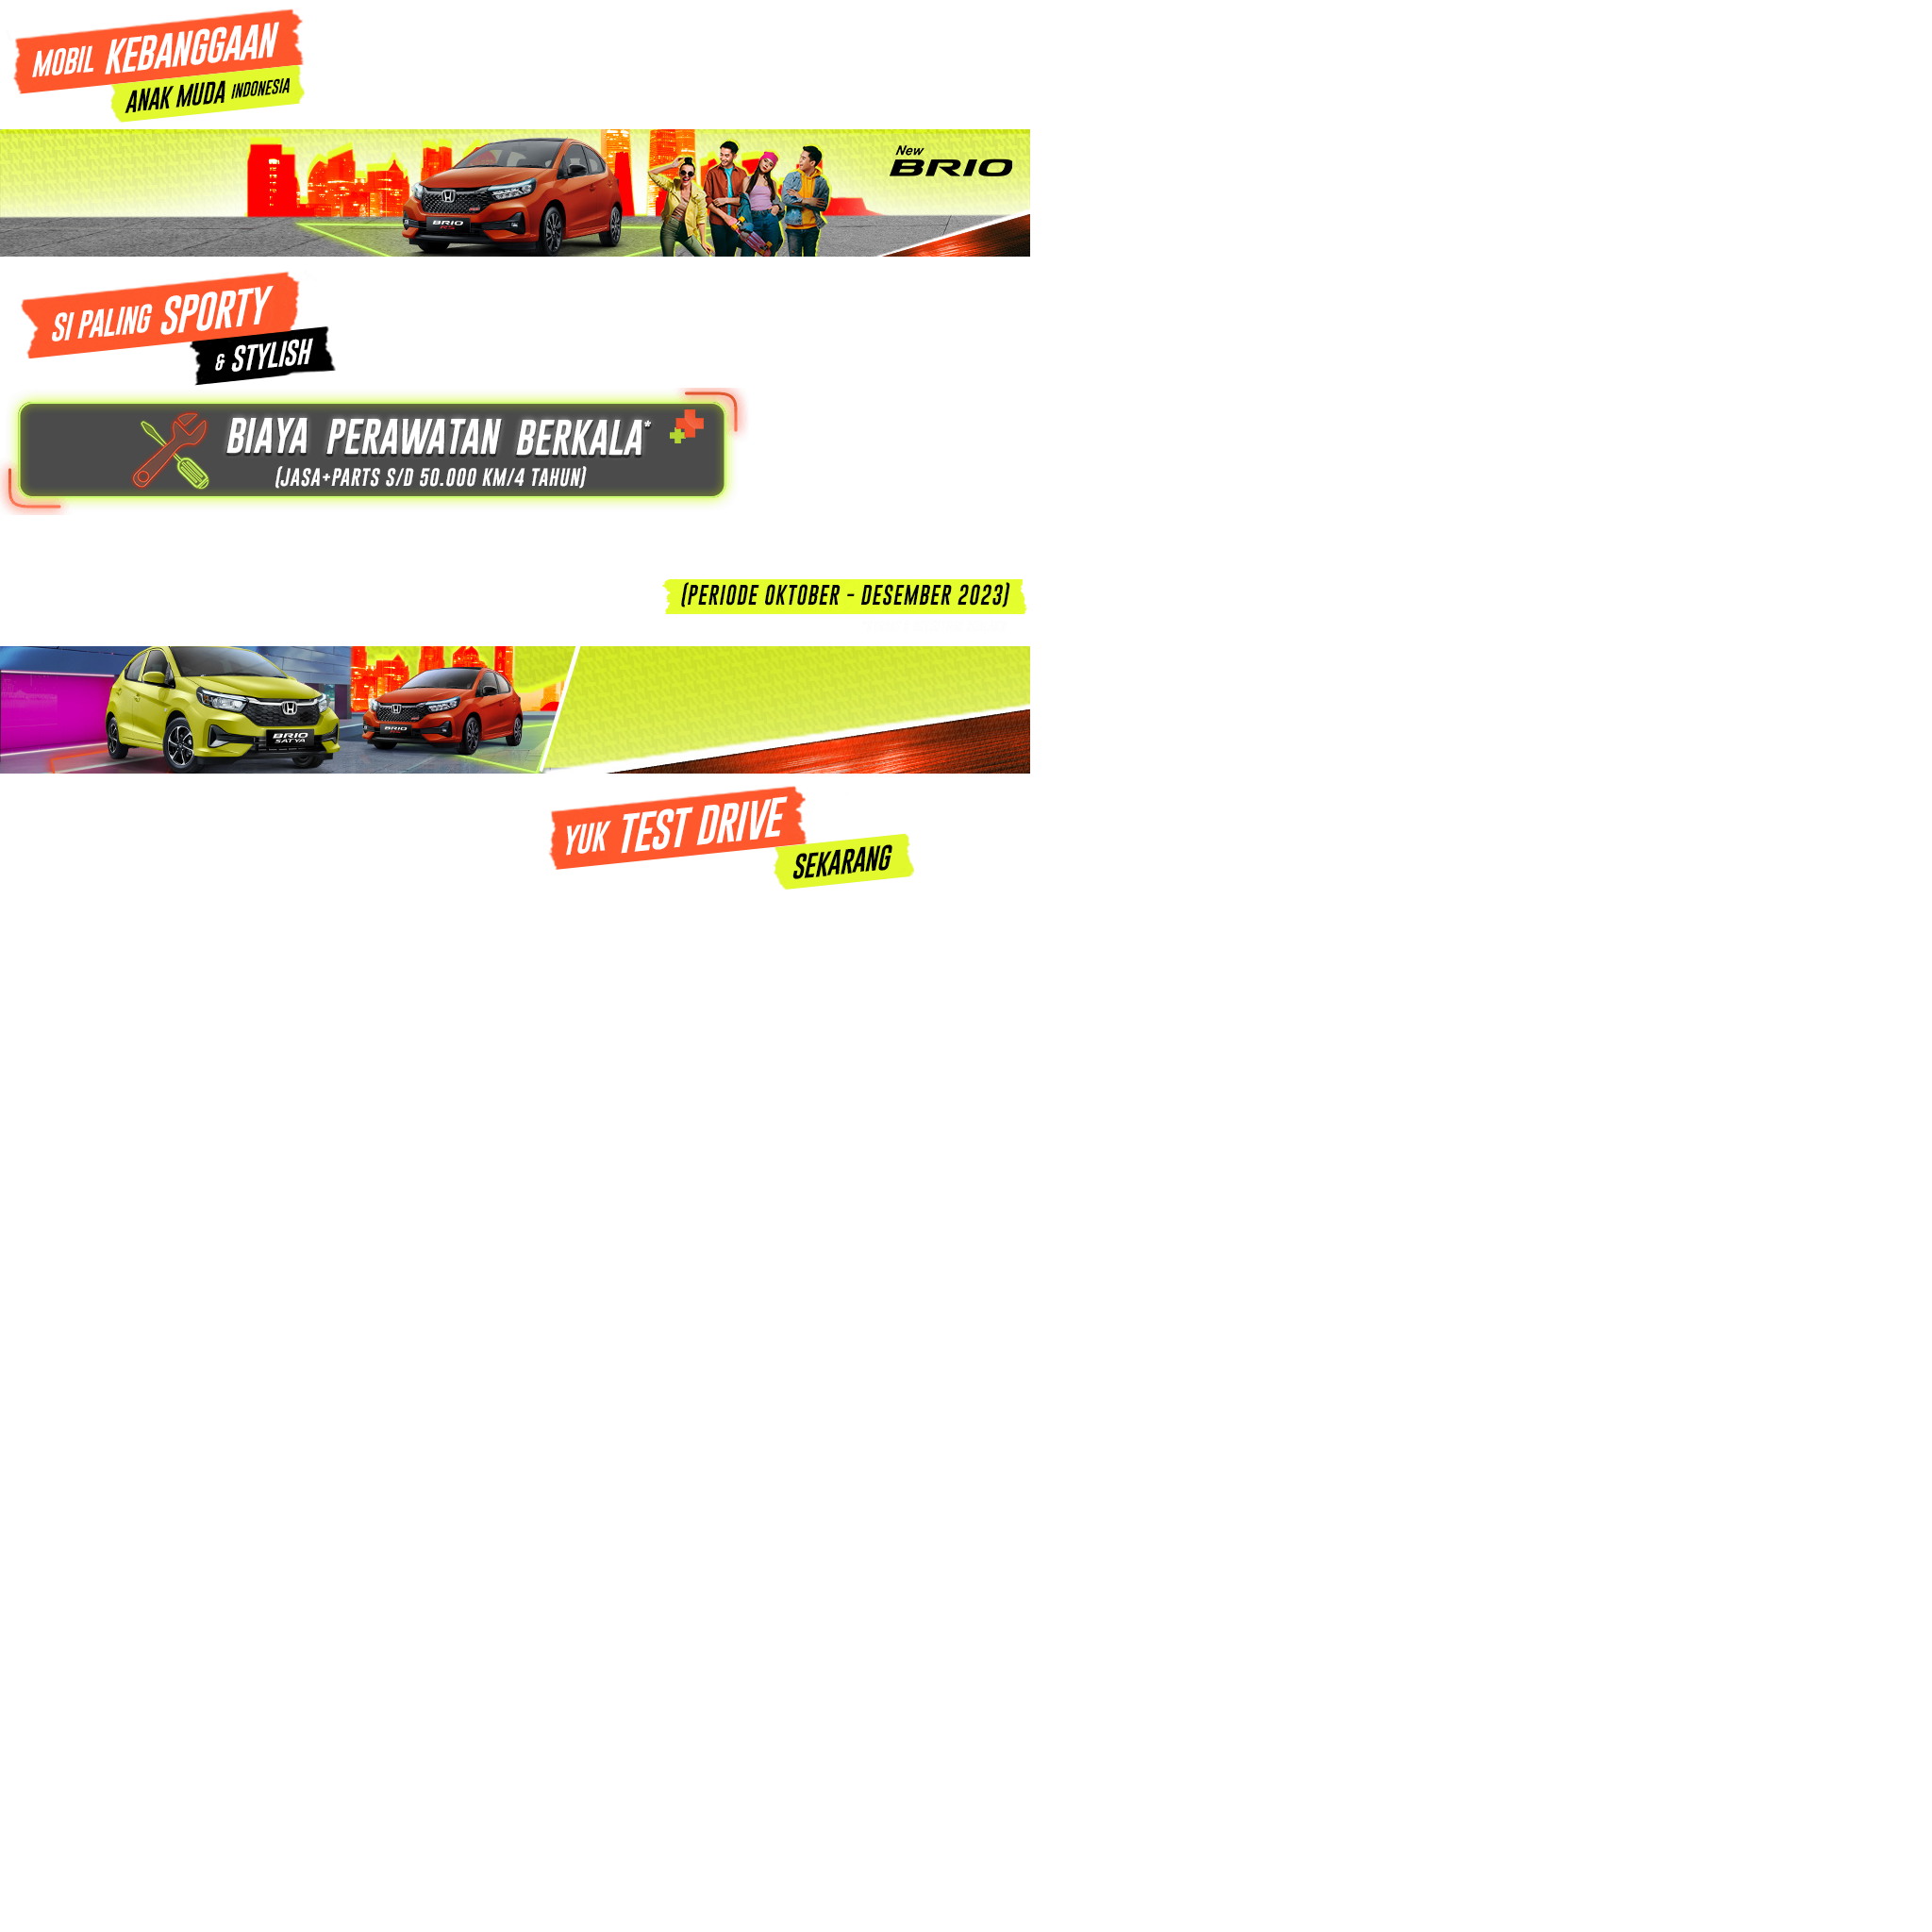 MOBIL KEBANGGAAN
ANAK MUDA INDONESIA
New
BRIO
BRIO
SI PALING SPORTY
& STYLISH
BIAYA PERAWATAN BERKALA*
(JASA+PARTS S/D 50.000 KM/4 TAHUN)
(PERIODE OKTOBER - DESEMBER 2023)
BRIO
BRIO
SATYA
YUK TEST DRIVE
SEKARANG